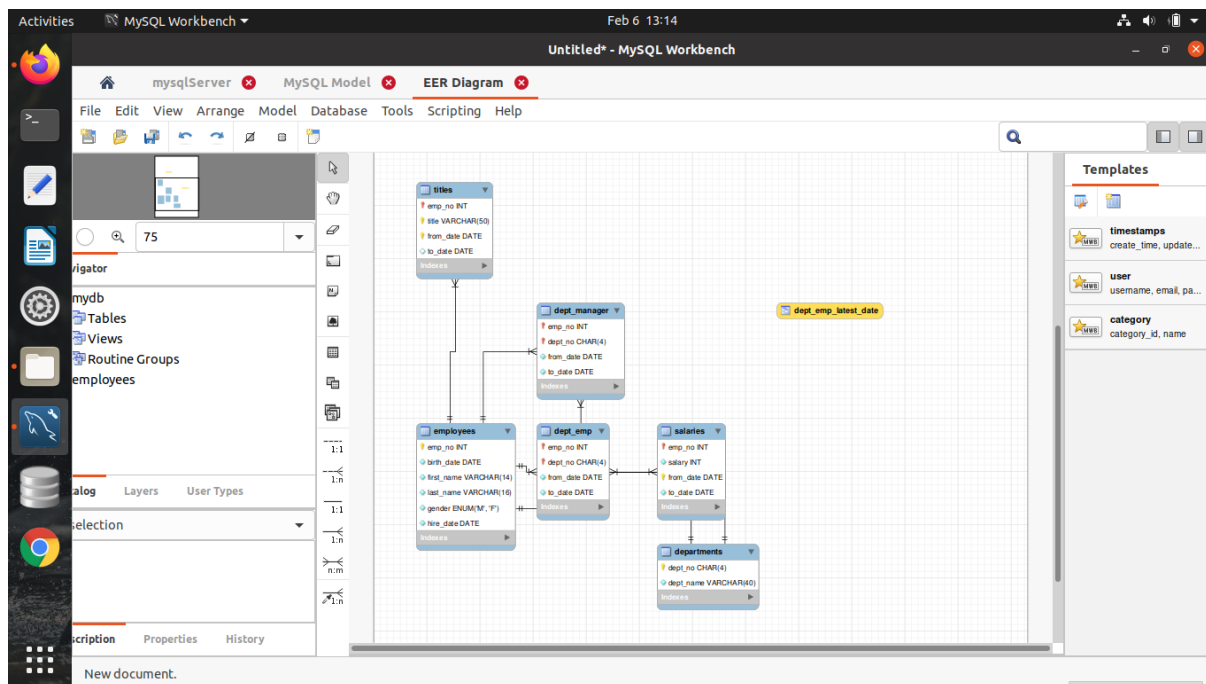 Activities MySQL Workbench Feb 6 13:14
Untitled* - MySQL Workbench
mysqlServer MySQL Model EER Diagram
File Edit View Arrange Model Database Tools Scripting Help
75
vigator
mydb
Tables
Views
Routine Groups
employees
talog Layers User Types
selection
scription Properties History
New document.
1:1
1:n
1:1
1:n
n:m
1:n
titles
emp_no INT
title VARCHAR(50)
from_date DATE
to_date DATE
Indexes
dept_manager
emp_no INT
dept_no CHAR(4)
from_date DATE
to_date DATE
Indexes
dept_emp_latest_date
employees
emp_no INT
birth_date DATE
first_name VARCHAR(14)
last_name VARCHAR(16)
gender ENUM('M', 'F')
hire_date DATE
Indexes
dept_emp
emp_no INT
dept_no CHAR(4)
from_date DATE
to_date DATE
Indexes
salaries
emp_no INT
salary INT
from_date DATE
to_date DATE
Indexes
departments
dept_no CHAR(4)
dept_name VARCHAR(40)
Indexes
Templates
MWB
timestamps
create_time, update...
MWB
user
username, email, pa...
MWB
category
category_id, name